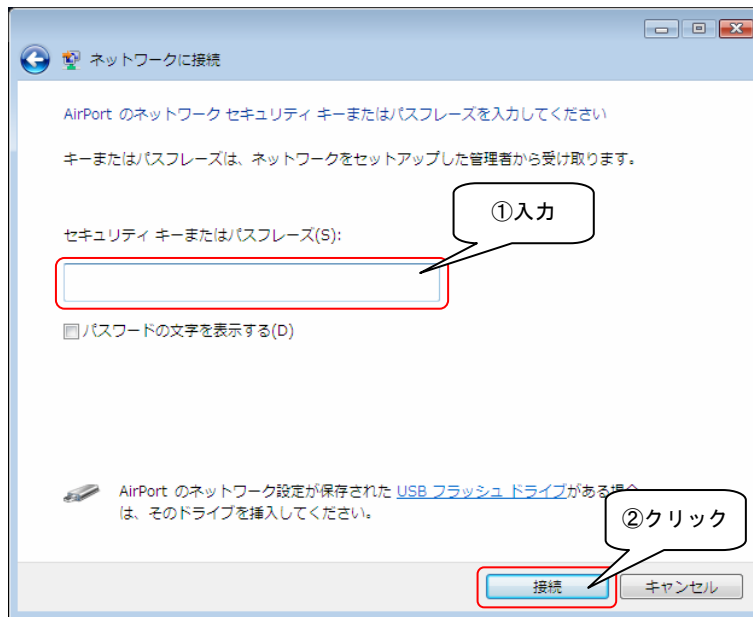 ネットワークに接続
AirPort のネットワーク セキュリティ キーまたはパスフレーズを入力してください
キーまたはパスフレーズは、ネットワークをセットアップした管理者から受け取ります。
①入力
セキュリティ キーまたはパスフレーズ(S):
パスワードの文字を表示する(D)
AirPort のネットワーク設定が保存された USB フラッシュ ドライブがある場合
は、そのドライブを挿入してください。
②クリック
接続 キャンセル